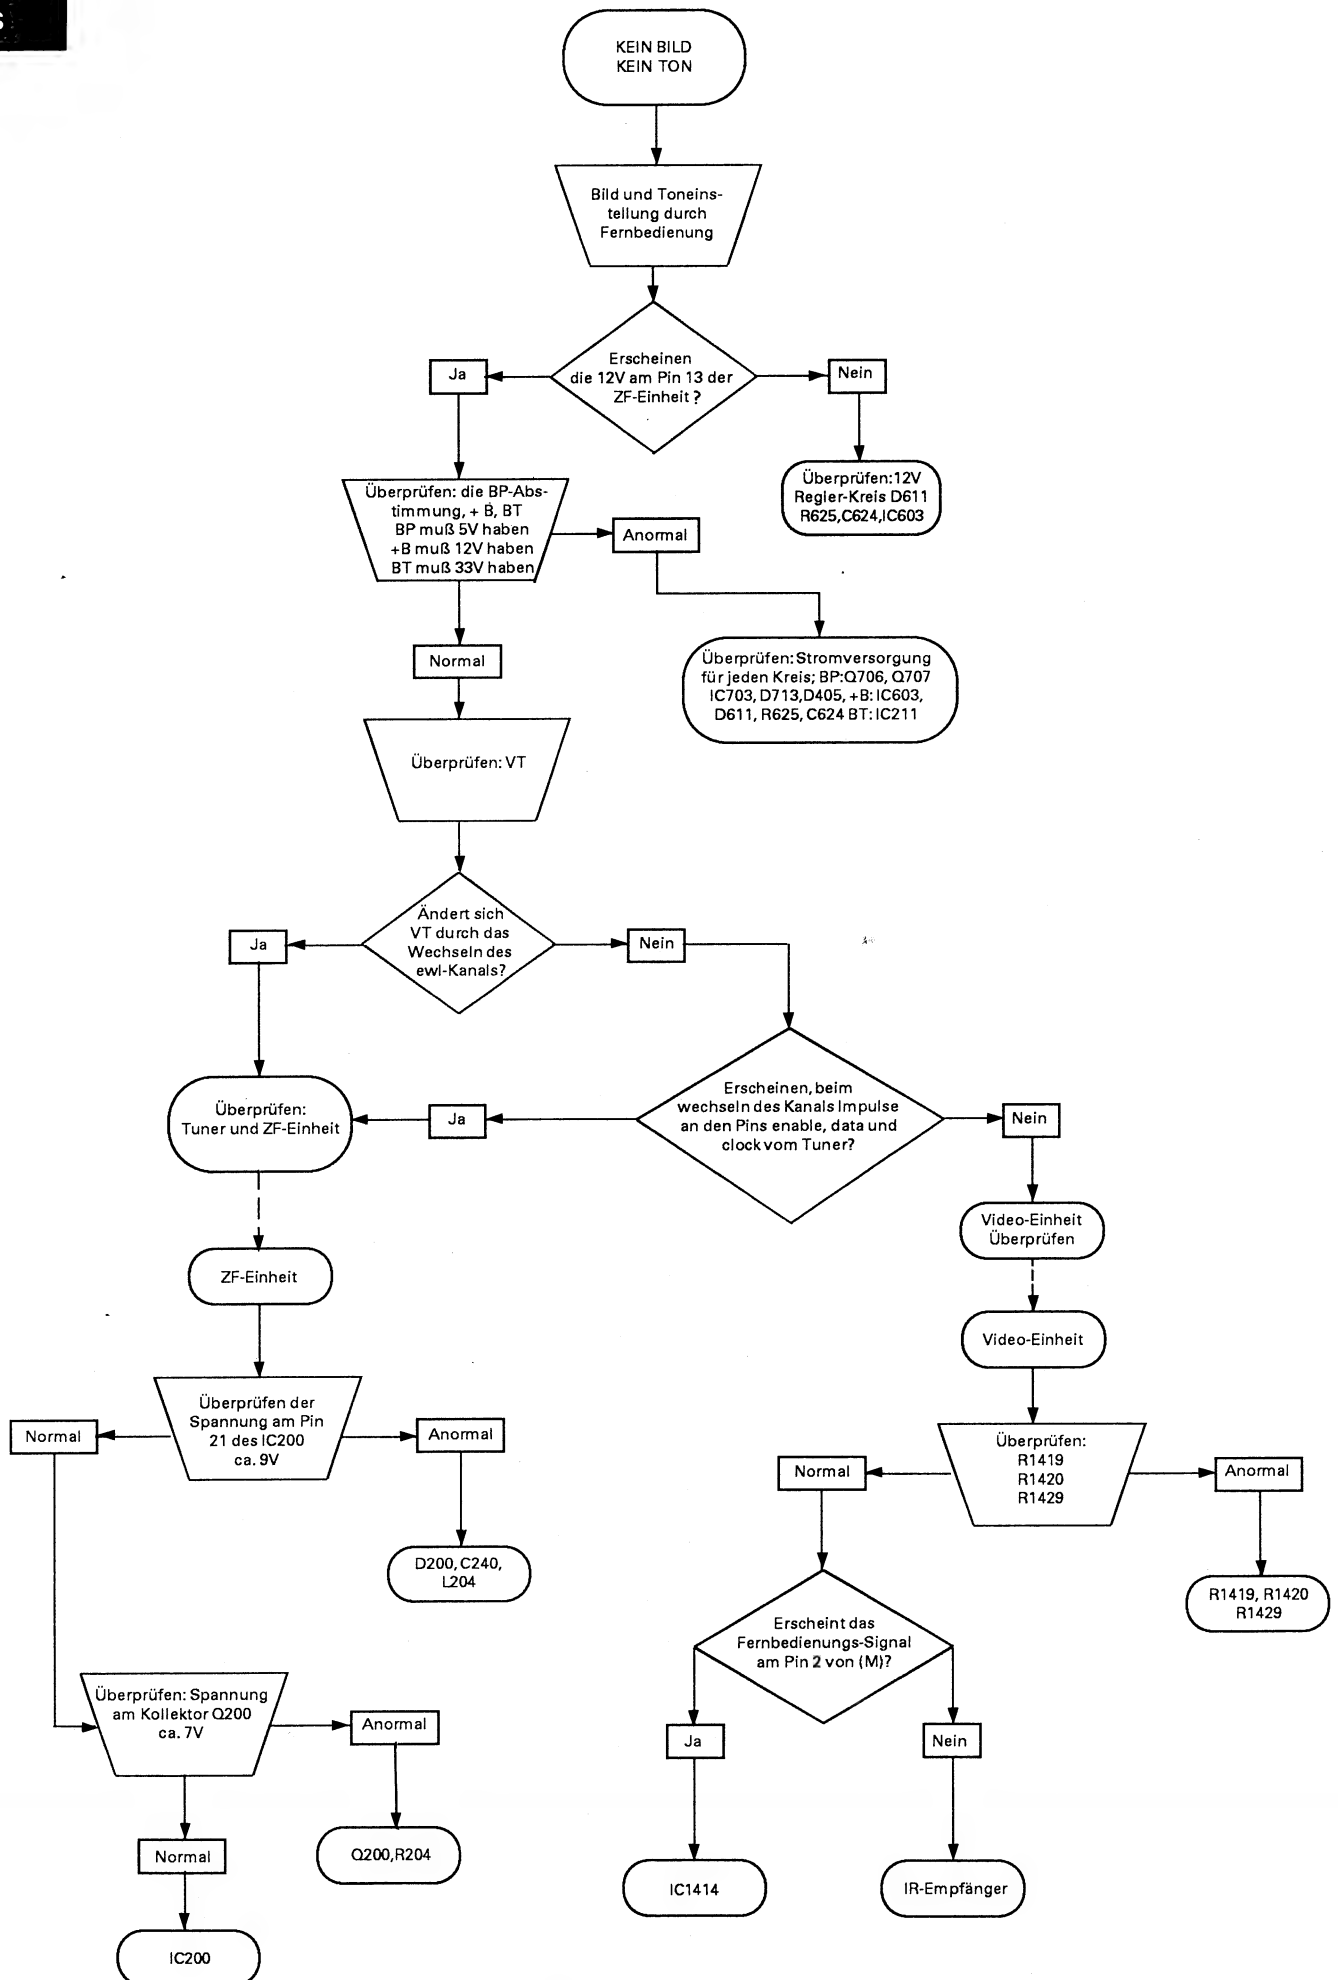 KEIN BILD
KEIN TON
Bild und Toneins-
tellung durch
Fernbedienung
Erscheinen
die 12V am Pin 13 der
ZF-Einheit ?
Ja
Nein
Überprüfen:12V
Regler-Kreis D611
R625,C624,IC603
Überprüfen: die BP-Abs-
timmung, + B, BT
BP muß 5V haben
+B muß 12V haben
BT muß 33V haben
Anormal
Normal
Überprüfen:Stromversorgung
für jeden Kreis; BP:Q706, Q707
IC703, D713,D405, +B: IC603,
D611, R625, C624 BT: IC211
Überprüfen: VT
Ändert sich
VT durch das
Wechseln des
ewl-Kanals?
Ja
Nein
Erscheinen, beim
wechseln des Kanals Impulse
an den Pins enable, data und
clock vom Tuner?
Ja
Nein
Überprüfen:
Tuner und ZF-Einheit
Video-Einheit
Überprüfen
ZF-Einheit
Video-Einheit
Überprüfen der
Spannung am Pin
21 des IC200
ca. 9V
Normal
Anormal
D200, C240,
L204
Überprüfen:
R1419
R1420
R1429
Normal
Anormal
R1419, R1420
R1429
Erscheint das
Fernbedienungs-Signal
am Pin 2 von (M)?
Ja
Nein
Überprüfen: Spannung
am Kollektor Q200
ca. 7V
Anormal
Normal
Q200,R204
IC1414
IR-Empfänger
IC200